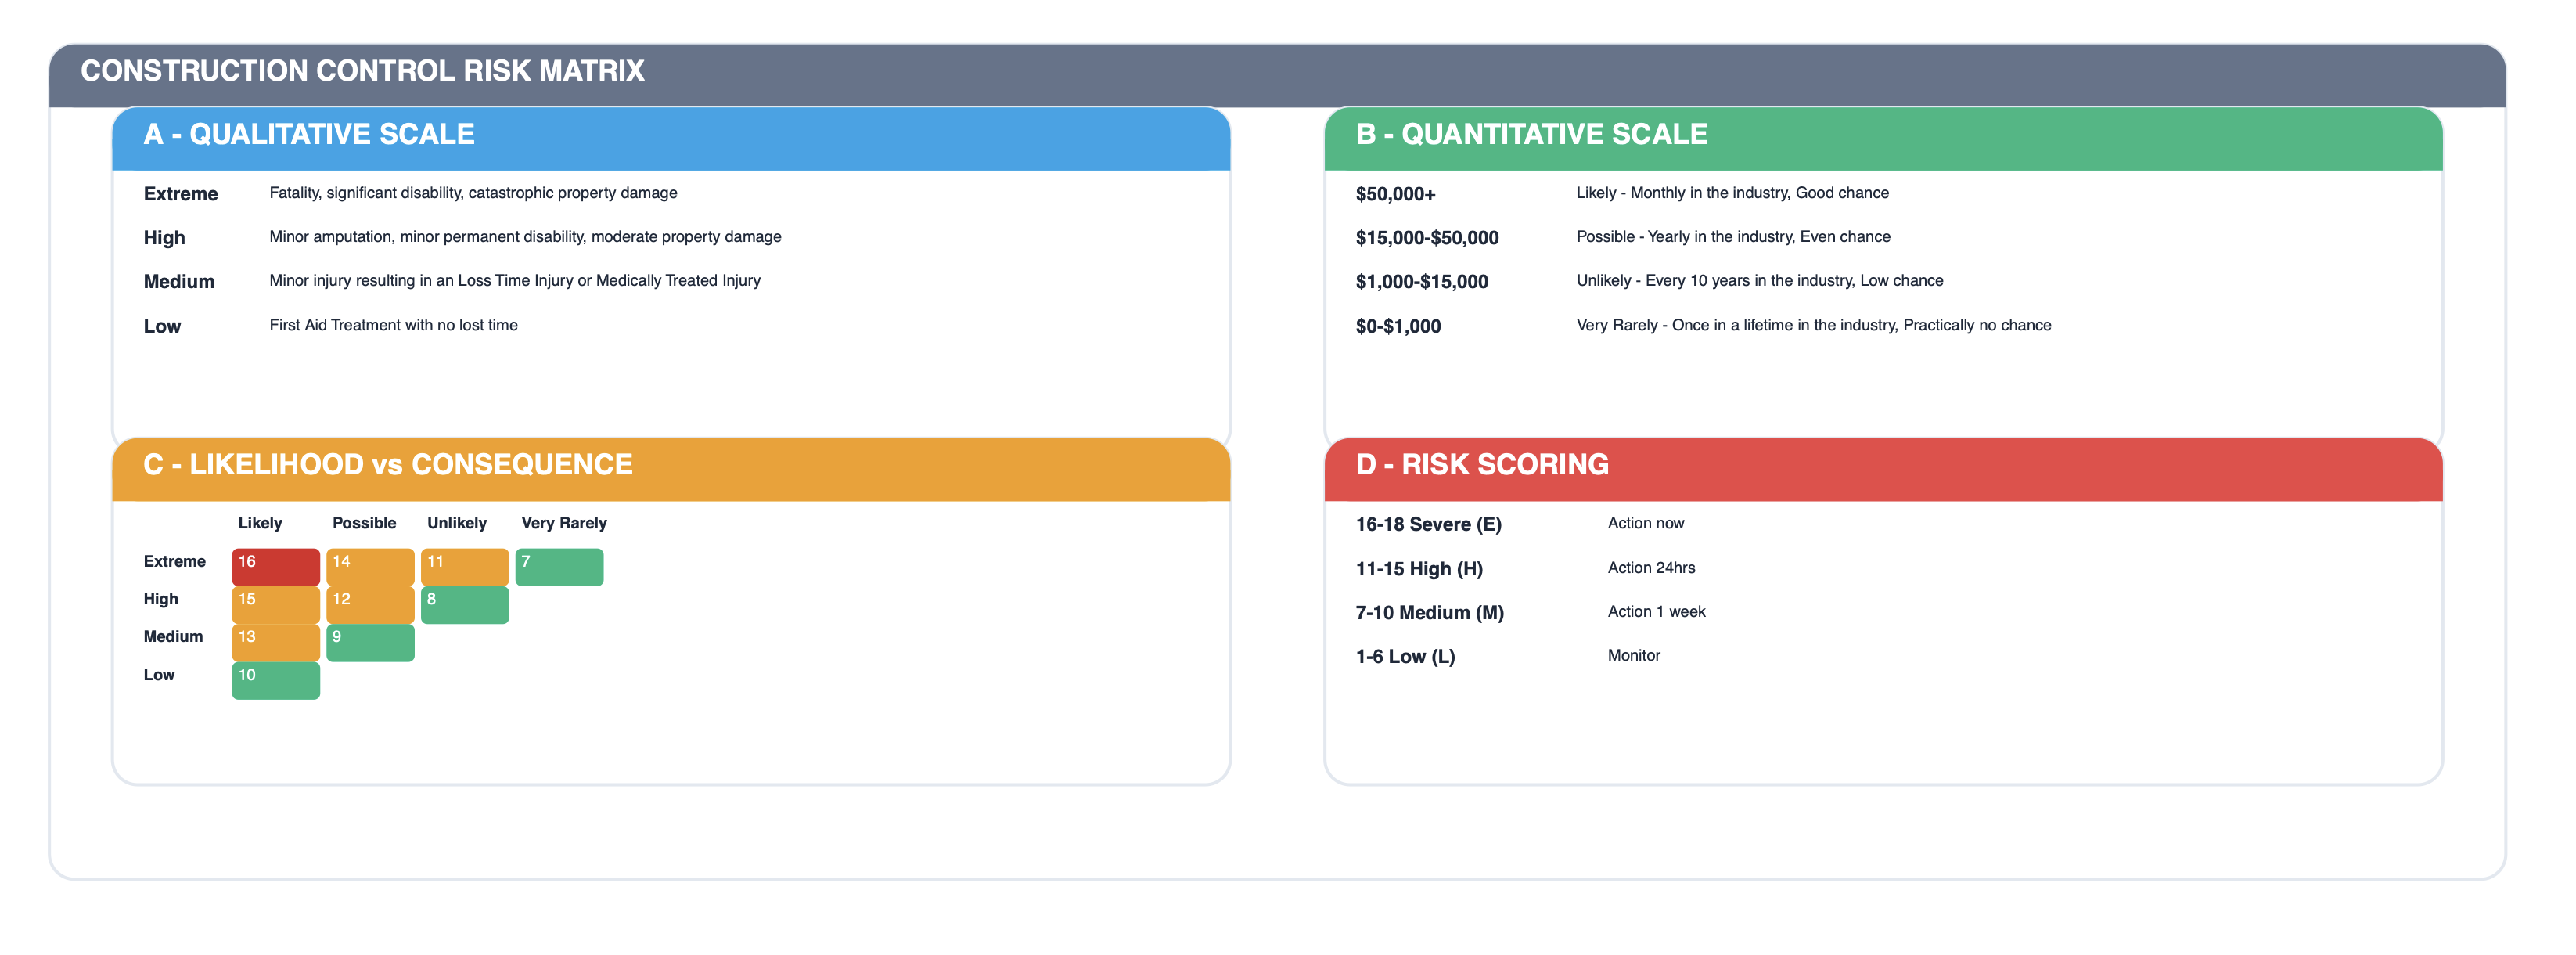 CONSTRUCTION CONTROL RISK MATRIX
A - QUALITATIVE SCALE
Extreme Fatality, significant disability, catastrophic property damage
High Minor amputation, minor permanent disability, moderate property damage
Medium Minor injury resulting in an Loss Time Injury or Medically Treated Injury
Low First Aid Treatment with no lost time
B - QUANTITATIVE SCALE
$50,000+ Likely - Monthly in the industry, Good chance
$15,000-$50,000 Possible - Yearly in the industry, Even chance
$1,000-$15,000 Unlikely - Every 10 years in the industry, Low chance
$0-$1,000 Very Rarely - Once in a lifetime in the industry, Practically no chance
C - LIKELIHOOD vs CONSEQUENCE
Likely Possible Unlikely Very Rarely
Extreme 16 14 11 7
High 15 12 8
Medium 13 9
Low 10
D - RISK SCORING
16-18 Severe (E) Action now
11-15 High (H) Action 24hrs
7-10 Medium (M) Action 1 week
1-6 Low (L) Monitor